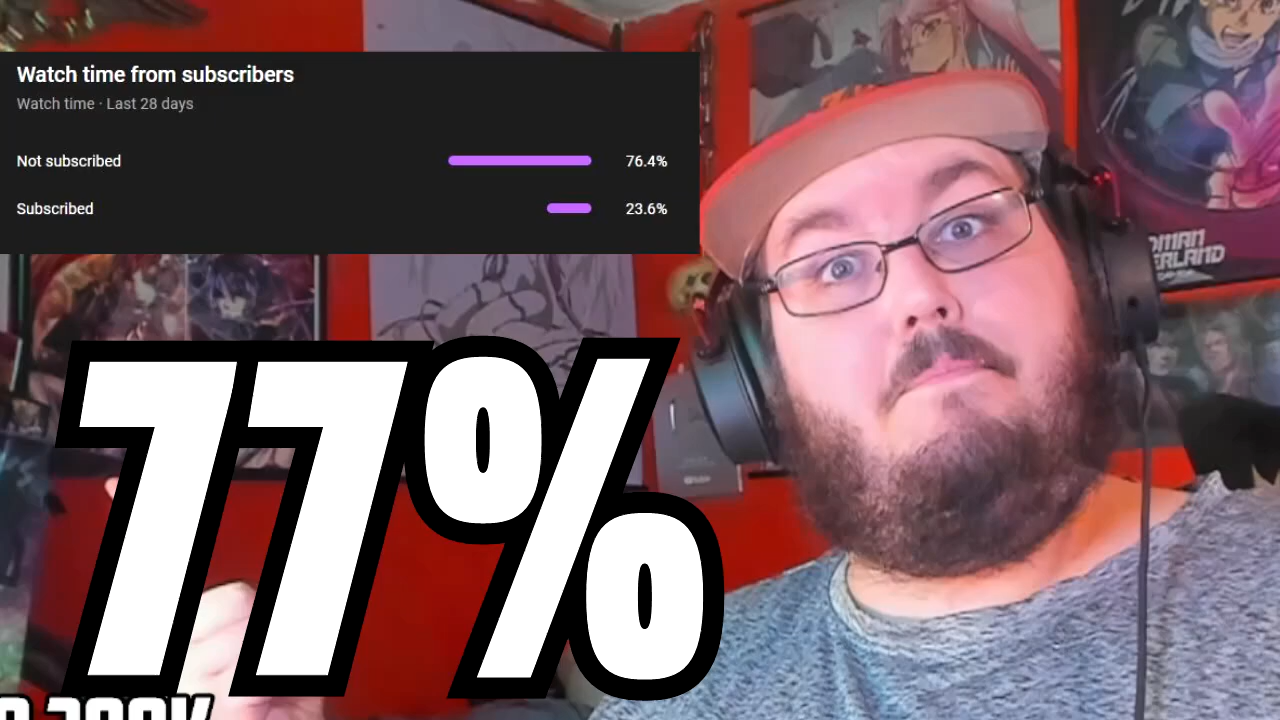 Watch time from subscribers
Watch time · Last 28 days
Not subscribed 76.4%
Subscribed 23.6%
77%